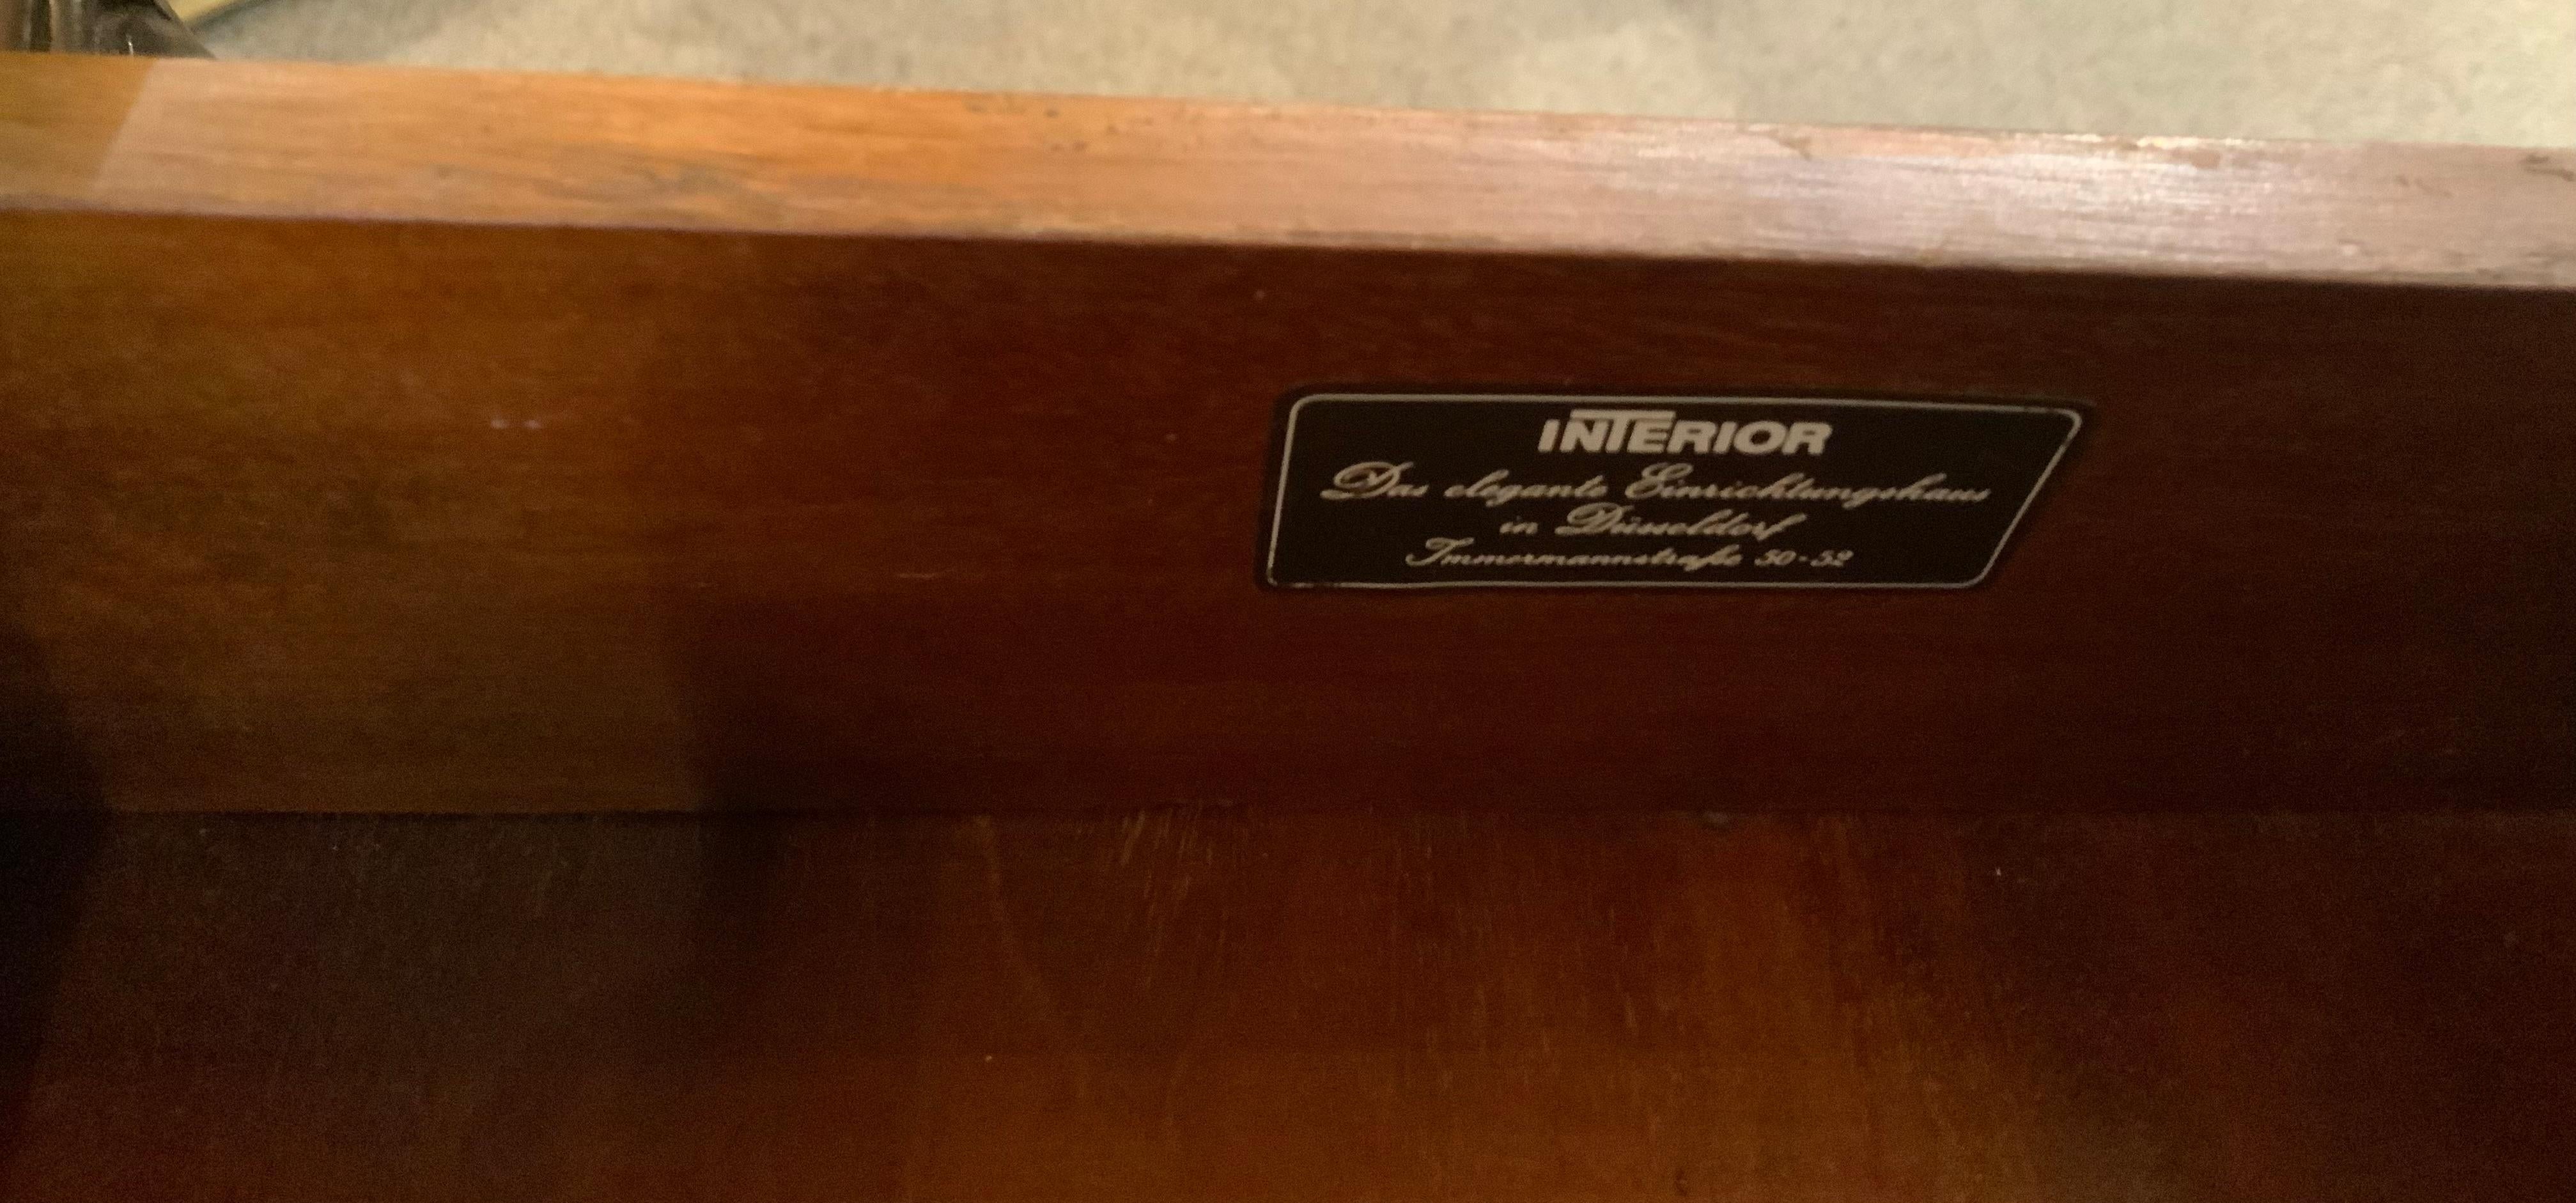 INTERIOR
Das elegante Einrichtungshaus
in Düsseldorf
Immermannstraße 50-52